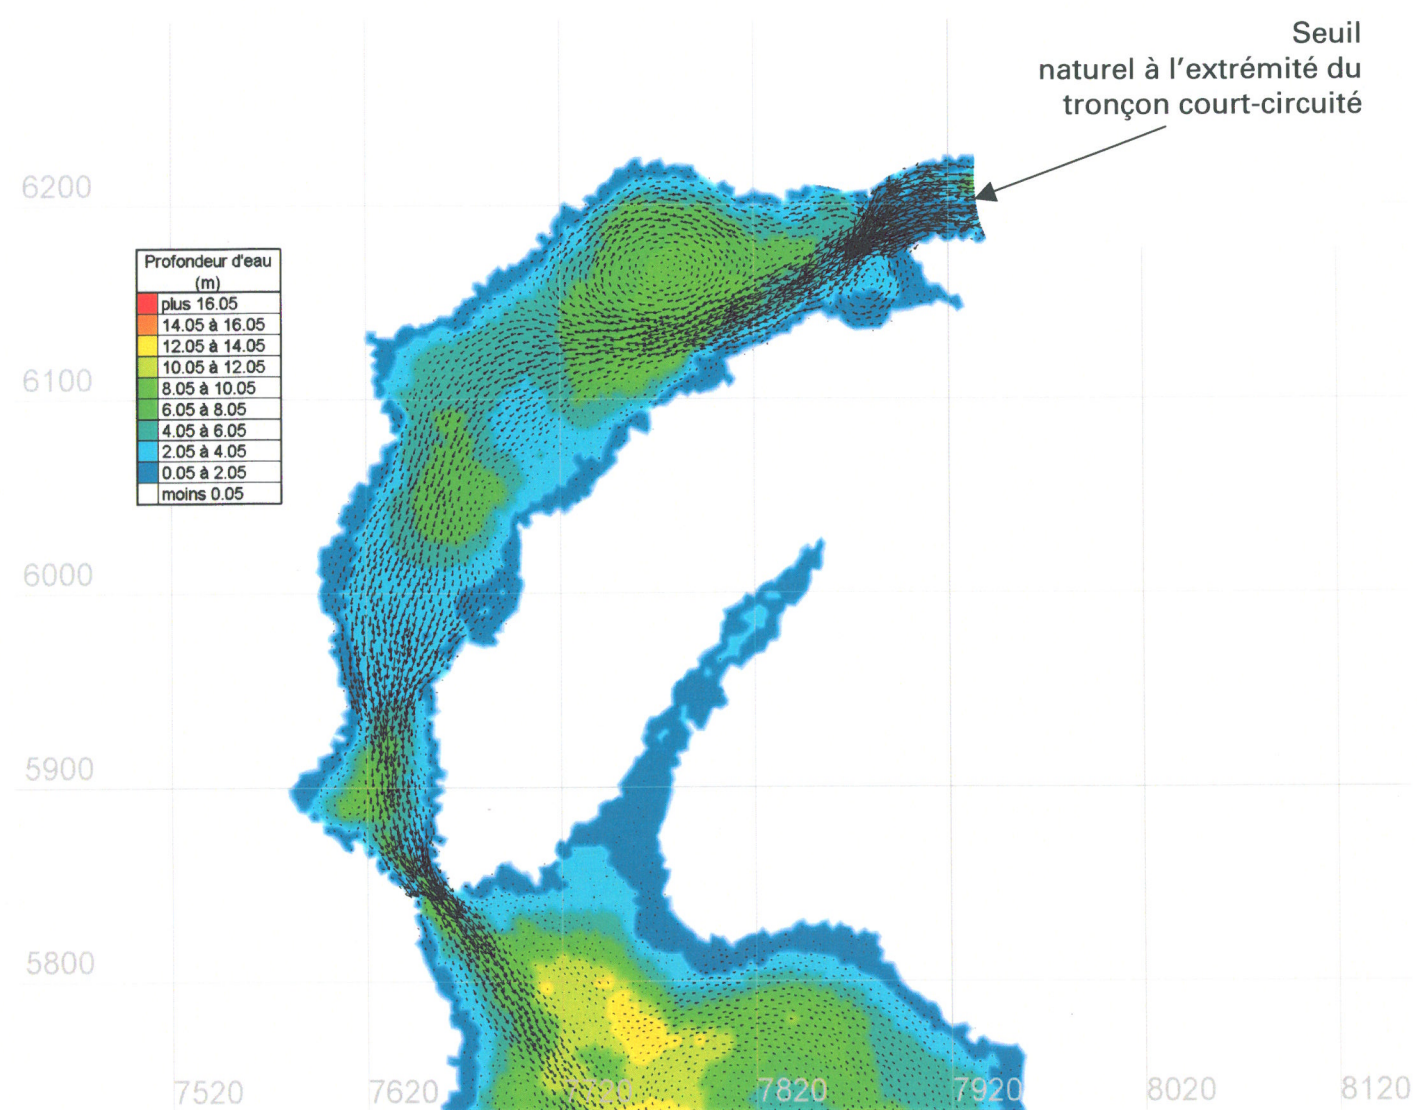 Seuil
naturel à l'extrémité du
tronçon court-circuité
6200
Profondeur d'eau
(m)
plus 16.05
14.05 à 16.05
12.05 à 14.05
10.05 à 12.05
8.05 à 10.05
6.05 à 8.05
4.05 à 6.05
2.05 à 4.05
0.05 à 2.05
moins 0.05
6100
6000
5900
5800
7520
7620
7720
7820
7920
8020
8120